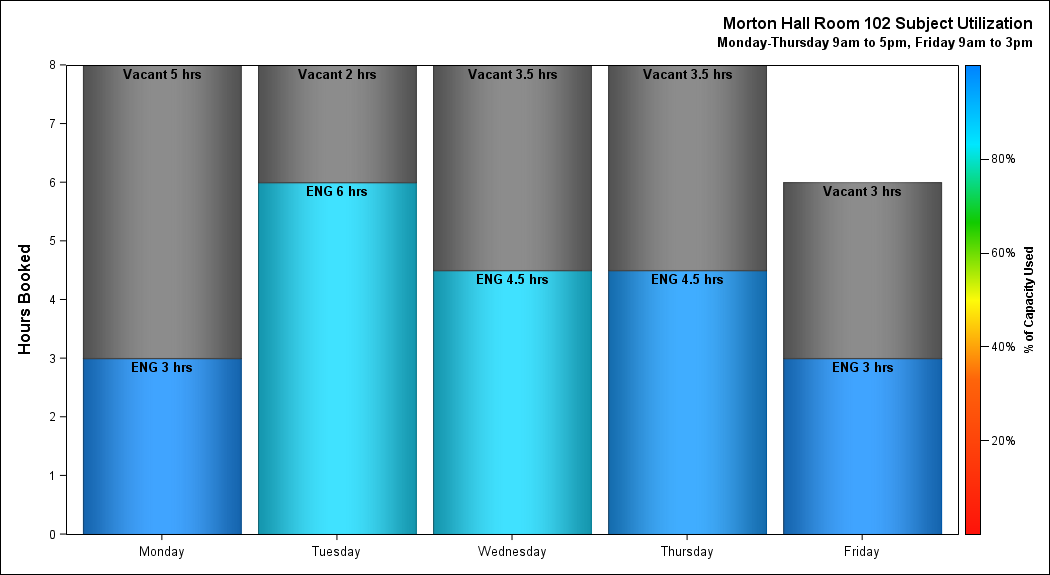 Morton Hall Room 102 Subject Utilization
Monday-Thursday 9am to 5pm, Friday 9am to 3pm
Hours Booked
8
7
6
5
4
3
2
1
0
Vacant 5 hrs
ENG 3 hrs
Vacant 2 hrs
ENG 6 hrs
Vacant 3.5 hrs
ENG 4.5 hrs
Vacant 3.5 hrs
ENG 4.5 hrs
Vacant 3 hrs
ENG 3 hrs
Monday
Tuesday
Wednesday
Thursday
Friday
80%
60%
40%
20%
% of Capacity Used